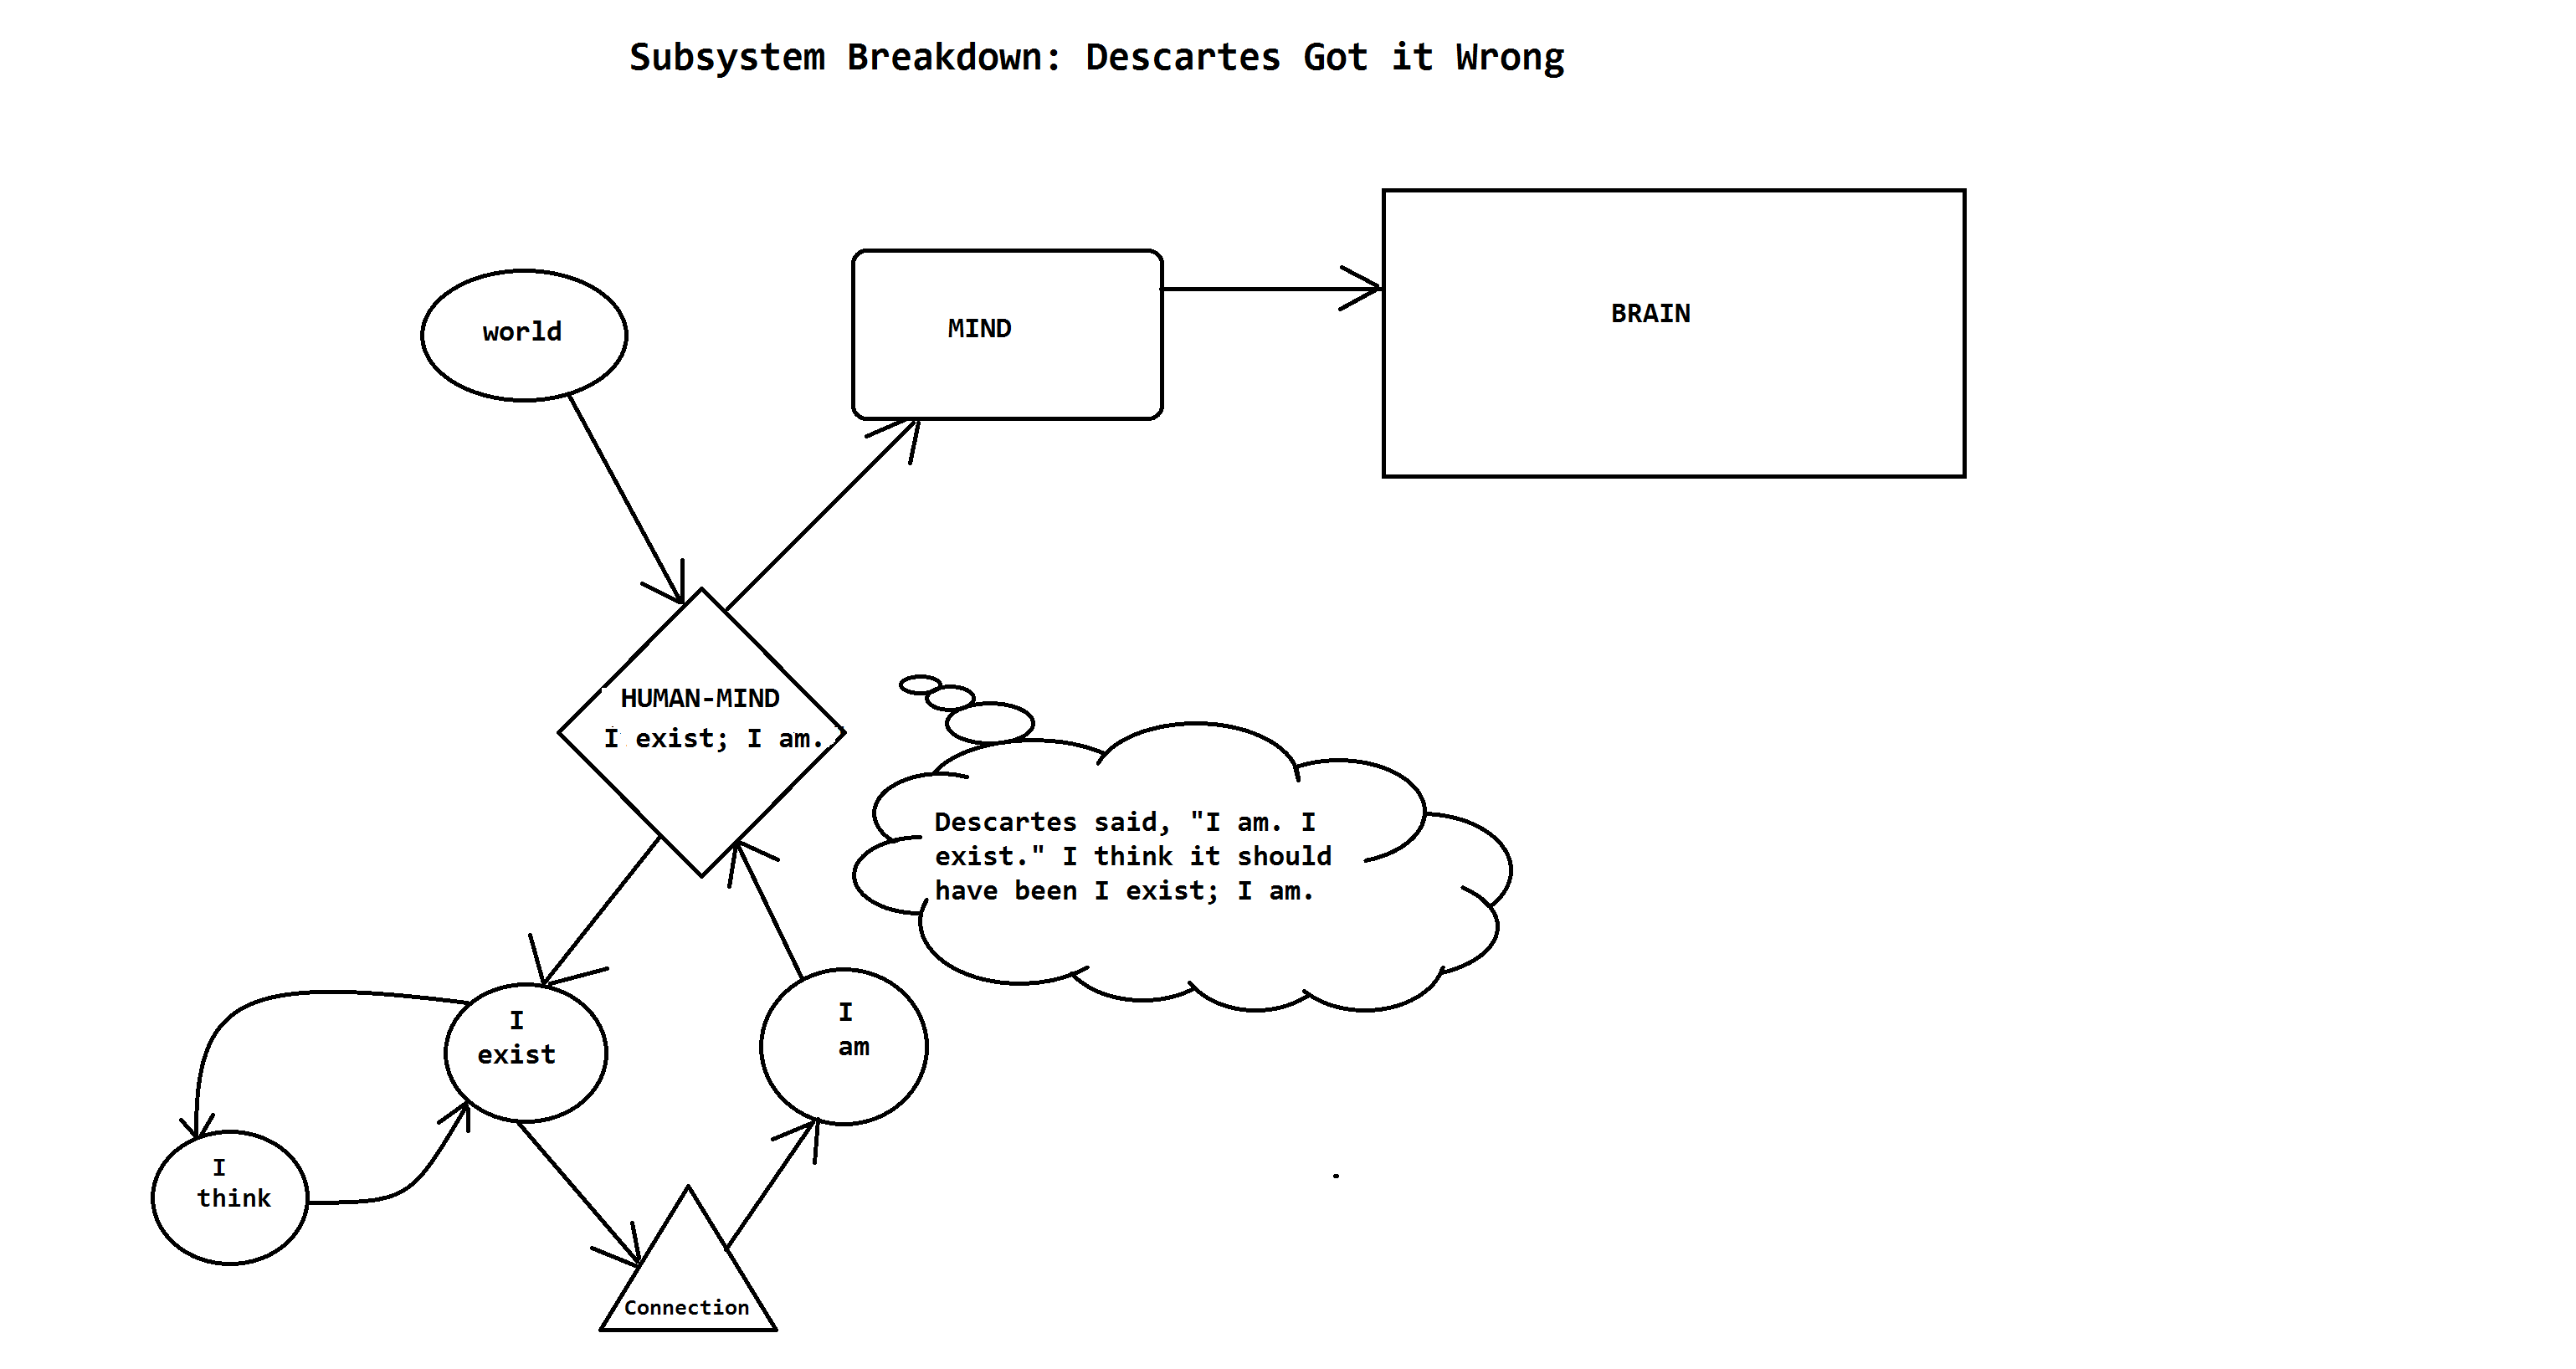 Subsystem Breakdown: Descartes Got it Wrong
world
MIND
BRAIN
HUMAN-MIND
I exist; I am.
Descartes said, "I am. I
exist." I think it should
have been I exist; I am.
I
exist
I
am
I
think
Connection